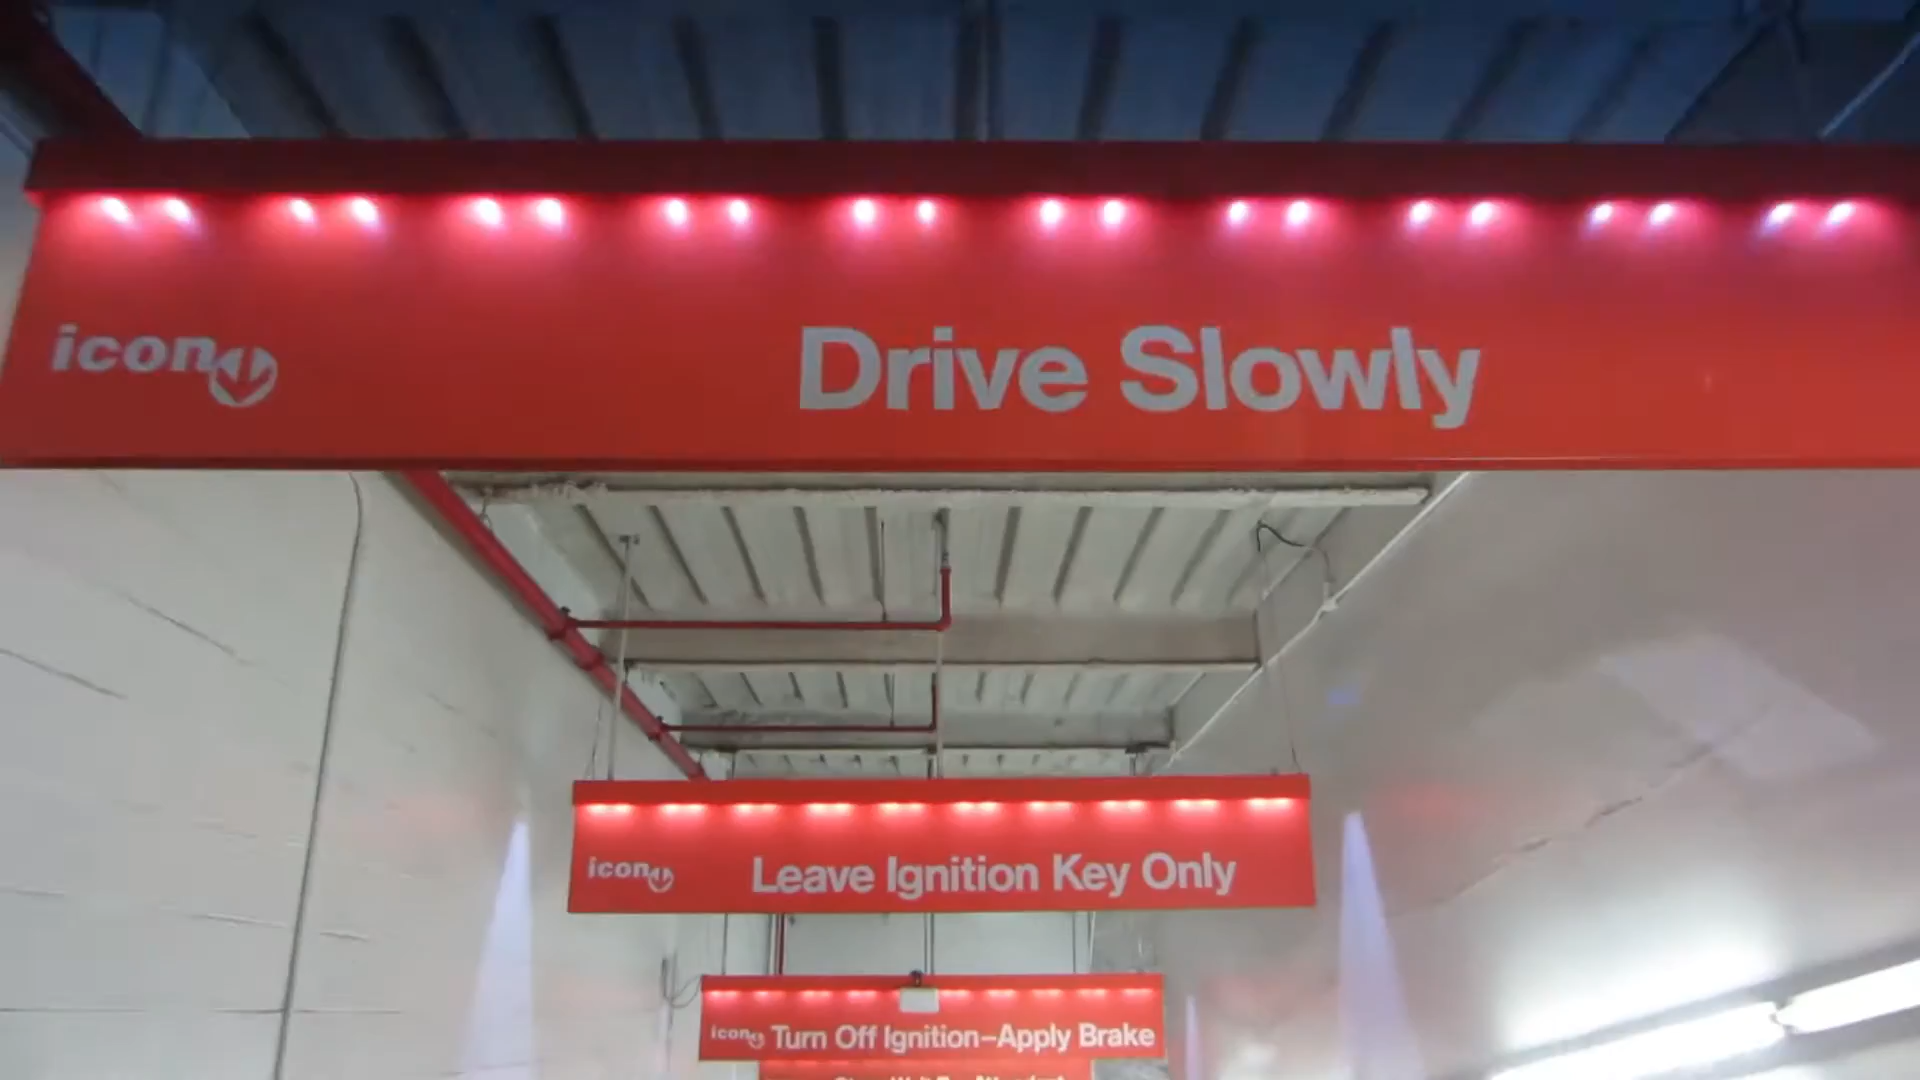 icon
Drive Slowly
icon
Leave Ignition Key Only
icon
Turn Off Ignition–Apply Brake